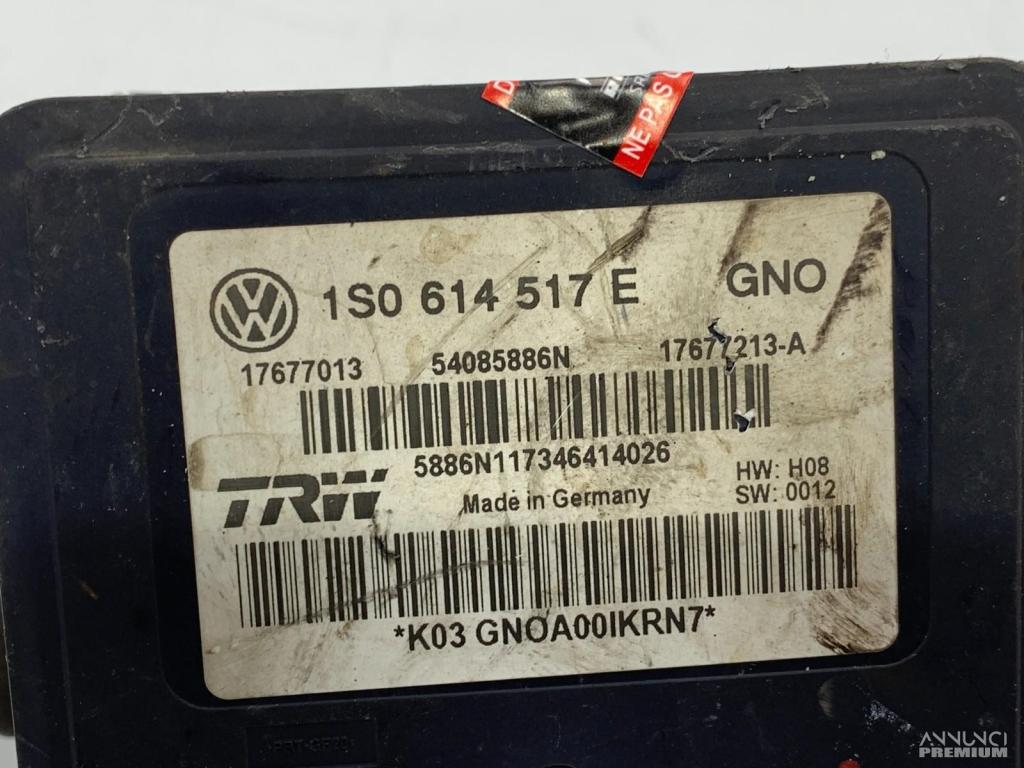 NE PAS
1S0 614 517 E GNO
17677013 54085886N 17677213-A
5886N117346414026
TRW Made in Germany HW: H08
SW: 0012
*K03 GNOA00IKRN7*
ANNUNCI
PREMIUM